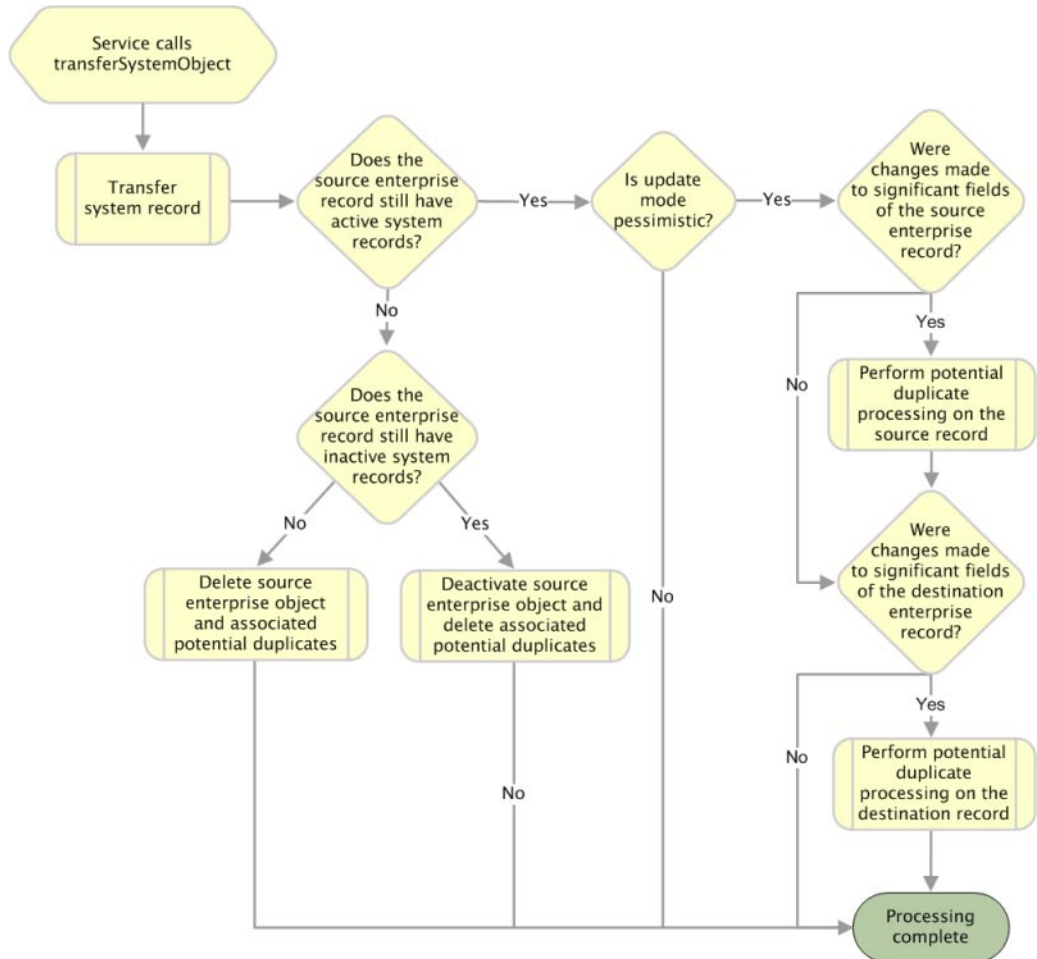 Service calls
transferSystemObject
Transfer
system record
Does the
source enterprise
record still have
active system
records?
Yes
Is update
mode
pessimistic?
Yes
Were
changes made
to significant fields
of the source
enterprise
record?
No
Yes
No
Perform potential
duplicate
processing on the
source record
Does the
source enterprise
record still have
inactive system
records?
No
Yes
Were
changes made
to significant fields
of the destination
enterprise
record?
Delete source
enterprise object
and associated
potential duplicates
Deactivate source
enterprise object and
delete associated
potential duplicates
No
Yes
No
Perform potential
duplicate
processing on the
destination record
No
Processing
complete